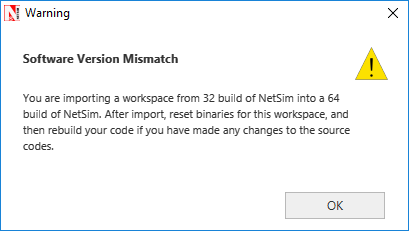 Warning
Software Version Mismatch
You are importing a workspace from 32 build of NetSim into a 64
build of NetSim. After import, reset binaries for this workspace, and
then rebuild your code if you have made any changes to the source
codes.
OK